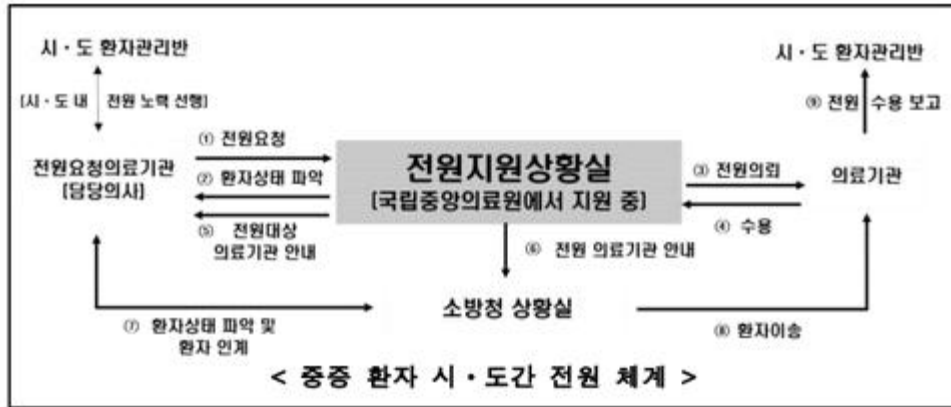 시·도 환자관리반
시·도 환자관리반
[시·도 내 전원 노력 선행]
⑨ 전원 수용 보고
① 전원요청
전원요청의료기관
[담당의사]
② 환자상태 파악
전원지원상황실
[국립중앙의료원에서 지원 중]
③ 전원의뢰
의료기관
④ 수용
⑤ 전원대상
의료기관 안내
⑥ 전원 의료기관 안내
소방청 상황실
⑦ 환자상태 파악 및
환자 인계
⑧ 환자이송
< 중증 환자 시·도간 전원 체계 >